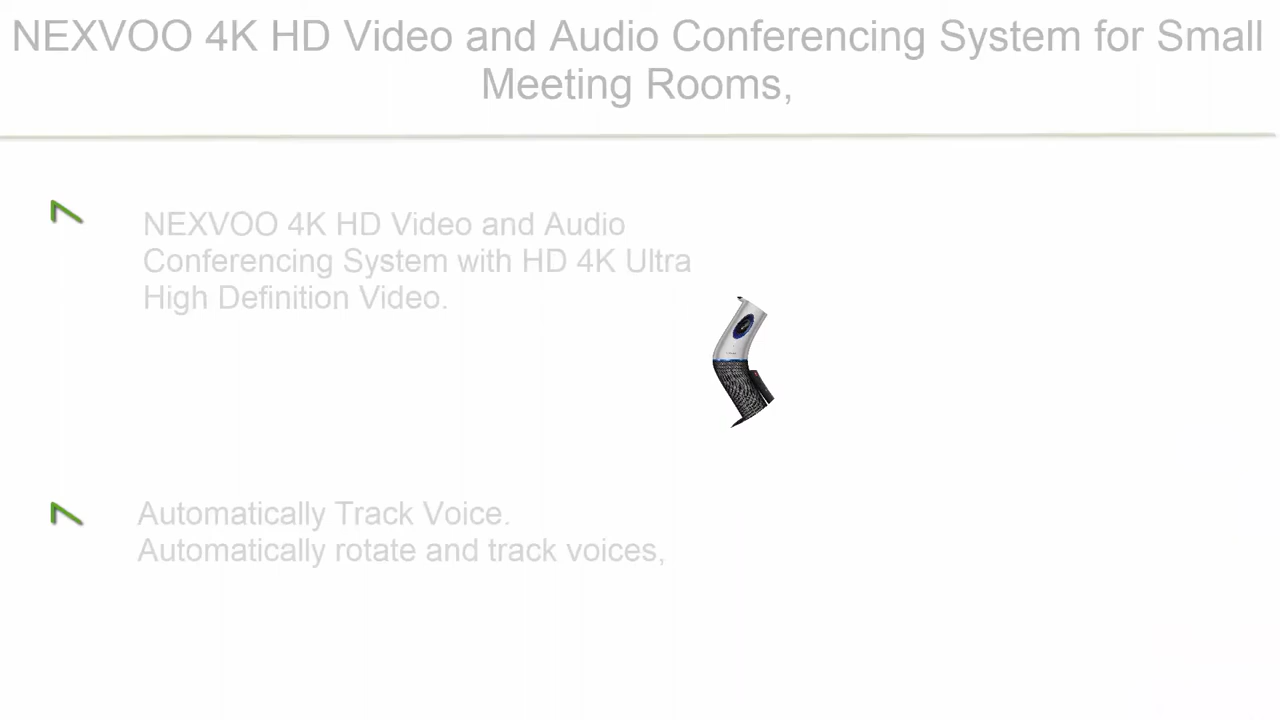 NEXVOO 4K HD Video and Audio Conferencing System for Small
Meeting Rooms,
NEXVOO 4K HD Video and Audio
Conferencing System with HD 4K Ultra
High Definition Video.
Automatically Track Voice.
Automatically rotate and track voices,